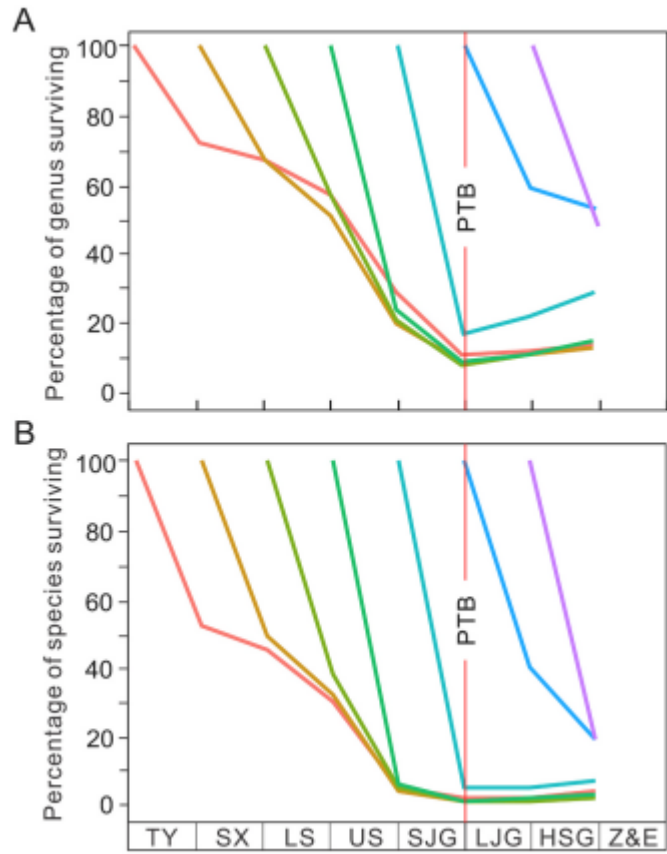 A
Percentage of genus surviving
100
80
60
40
20
0
PTB
B
Percentage of species surviving
100
80
60
40
20
0
PTB
TY SX LS US SJG LJG HSG Z&E